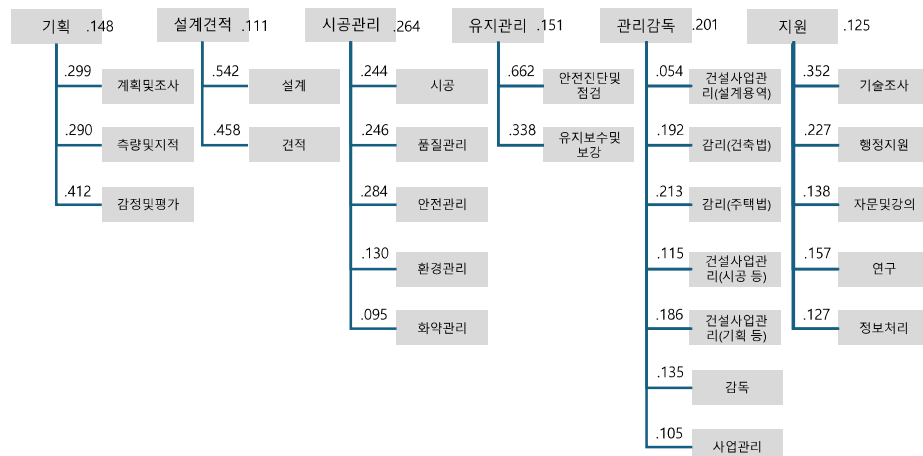 기획 .148
.299
계획및조사
.290
측량및지적
.412
감정및평가
설계견적 .111
.542
설계
.458
견적
시공관리 .264
.244
시공
.246
품질관리
.284
안전관리
.130
환경관리
.095
화약관리
유지관리 .151
.662
안전진단및
점검
.338
유지보수및
보강
관리감독 .201
.054
건설사업관
리(설계용역)
.192
감리(건축법)
.213
감리(주택법)
.115
건설사업관
리(시공 등)
.186
건설사업관
리(기획 등)
.135
감독
.105
사업관리
지원 .125
.352
기술조사
.227
행정지원
.138
자문및강의
.157
연구
.127
정보처리